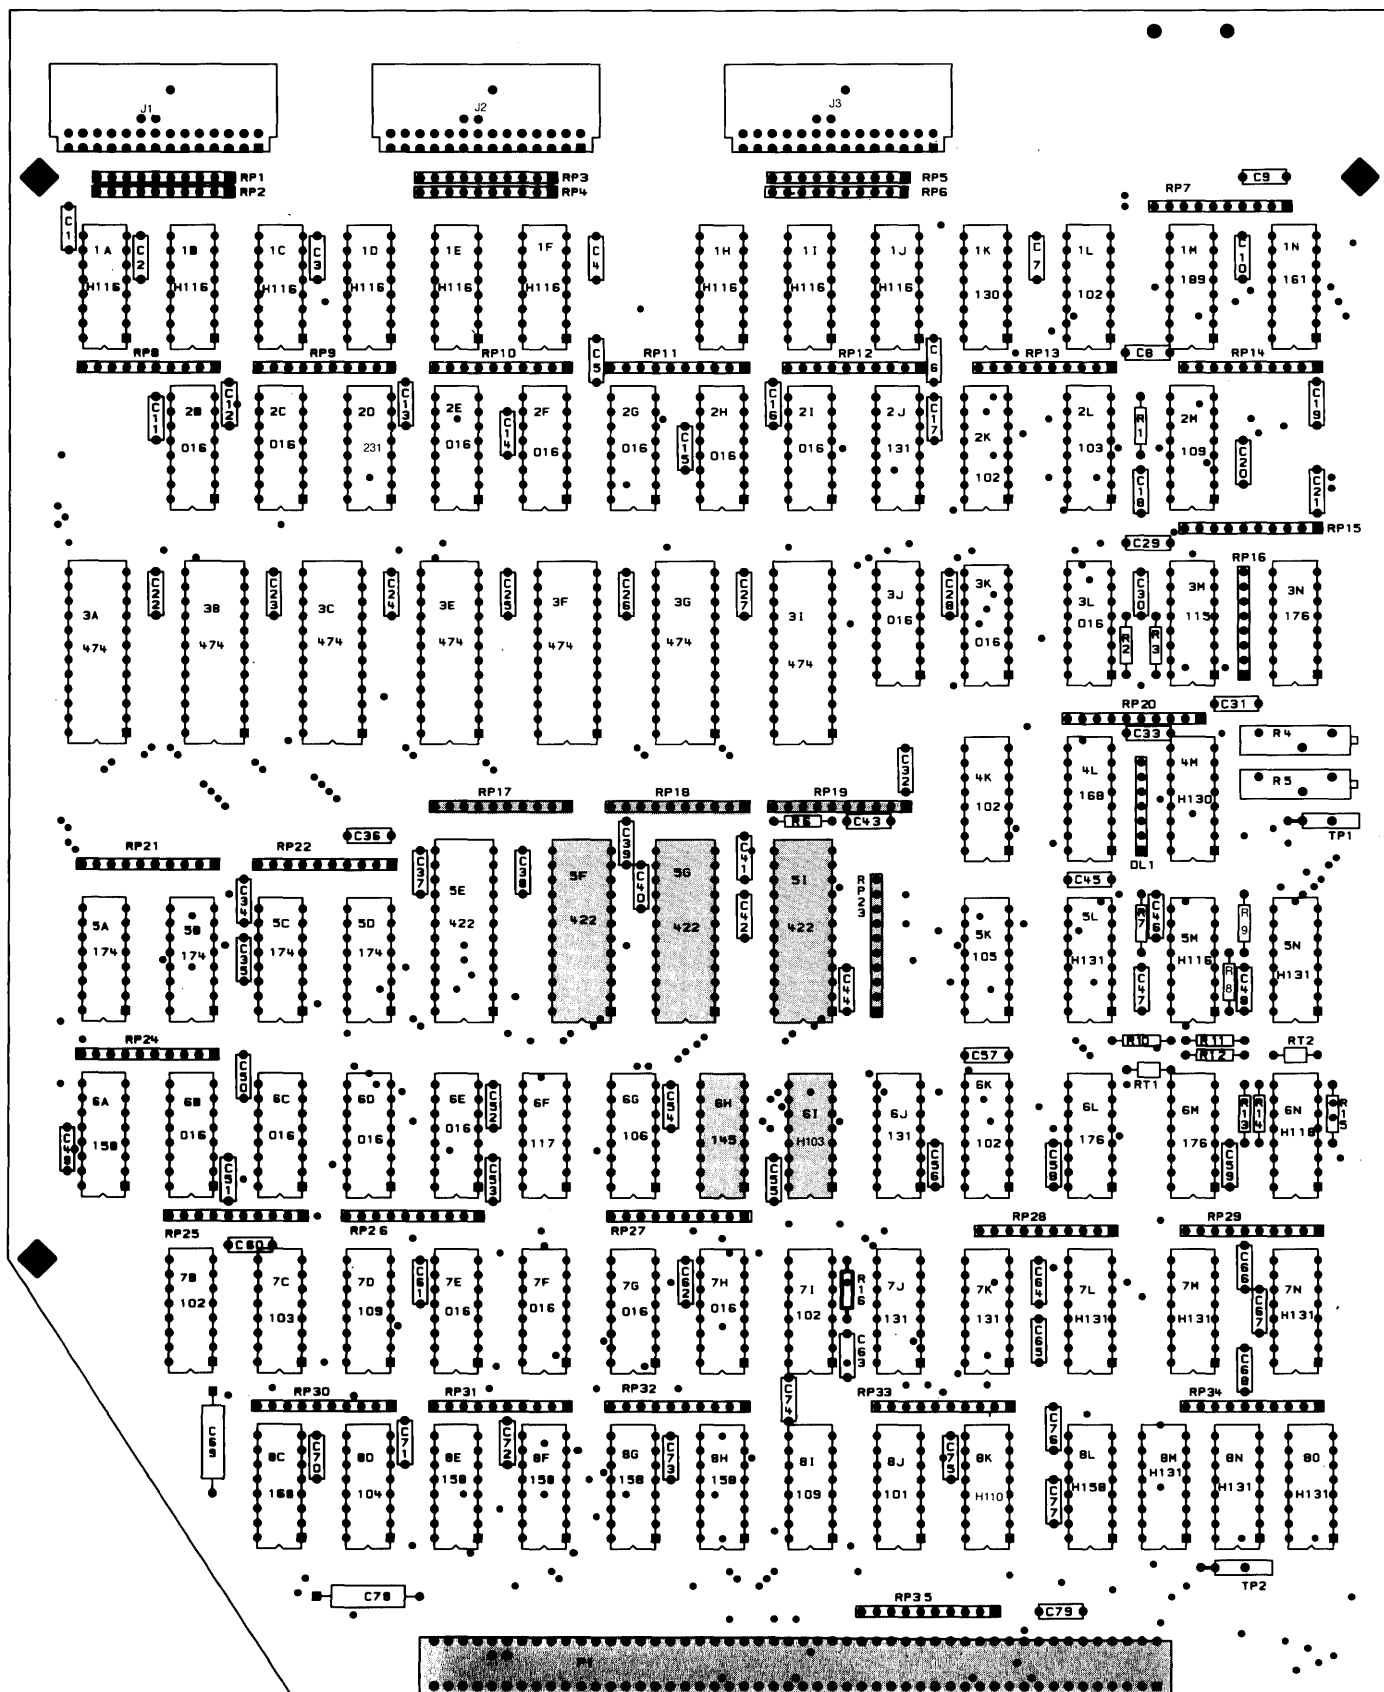 J1 J2 J3
RP1 RP3 RP5 C9
RP2 RP4 RP6 RP7
C1 1A C2 1B 1C C3 1D 1E 1F C4 1H 1I 1J 1K C7 1L 1M C10 1N
H116 H116 H116 H116 H116 H116 H116 H116 H116 130 102 189 161
RP8 RP9 RP10 C5 RP11 RP12 C6 RP13 C8 RP14
C11 2B C12 2C 2D C13 2E C14 2F 2G C15 2H C16 2I 2J C17 2K 2L R1 2M C20 C19
016 016 231 016 016 016 016 016 131 102 103 C18 109 C21
C29 RP15
RP16
3A C22 3B C23 3C C24 3E C25 3F C26 3G C27 3I 3J C28 3K 3L C30 3M 3N
474 474 474 474 474 474 474 016 016 016 R2 R3 115 176
RP20 C31
C33 R4
C32 4K 4L 4M R5
RP17 RP18 RP19 102 168 H130
R6 C43 TP1
RP21 RP22 C36 C39 DL1
C34 C37 5E C38 5F C40 5G C41 5I RP23 C45
5A 5B 5C 5D 422 422 422 C42 422 5K 5L R7 C46 5M R9 5N
174 174 C35 174 174 C44 105 H131 C47 H116 R8 C48 H131
RP24 C57 R10 R11 RT2
C50 RT1 R12
6A 6B 6C 6D 6E C52 6F 6G C54 6H 6I 6J 6K 6L 6M R13 R14 6N R15
C49 158 016 C51 016 016 016 C53 117 106 145 C55 H103 131 C56 102 C58 176 176 C59 H118
RP25 C60 RP26 RP27 RP28 RP29
7B 7C 7D C61 7E 7F 7G C62 7H 7I R16 7J 7K C64 7L 7M C66 C67 7N
102 103 109 016 016 016 016 102 C63 131 131 C65 H131 H131 C68 H131
RP30 RP31 RP32 C74 RP33 RP34
C69 8C C70 8D C71 8E C72 8F 8G C73 8H 8I 8J C75 8K C76 8L 8M 8N 8O
168 104 158 158 158 158 109 101 H110 C77 H158 H131 H131 H131
C78 TP2
RP35 C79
P1